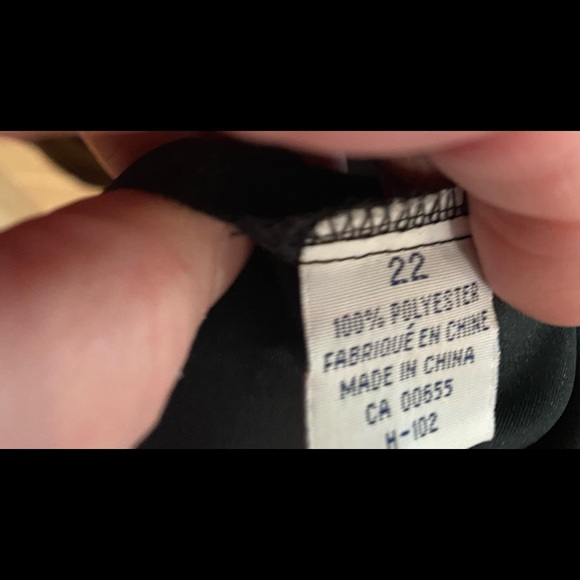 22
100% POLYESTER
FABRIQUÉ EN CHINE
MADE IN CHINA
CA 00655
H-102